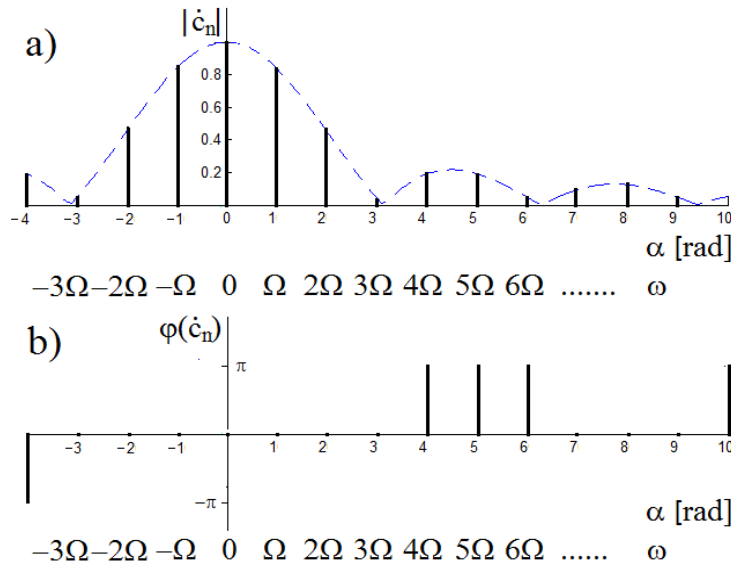 a) |ċₙ|
0.8
0.6
0.4
0.2
−4 −3 −2 −1 0 1 2 3 4 5 6 7 8 9 10
α [rad]
−3Ω −2Ω −Ω 0 Ω 2Ω 3Ω 4Ω 5Ω 6Ω ....... ω
b) φ(ċₙ)
π
−3 −2 −1 0 1 2 3 4 5 6 7 8 9 10
−π
α [rad]
−3Ω −2Ω −Ω 0 Ω 2Ω 3Ω 4Ω 5Ω 6Ω ...... ω